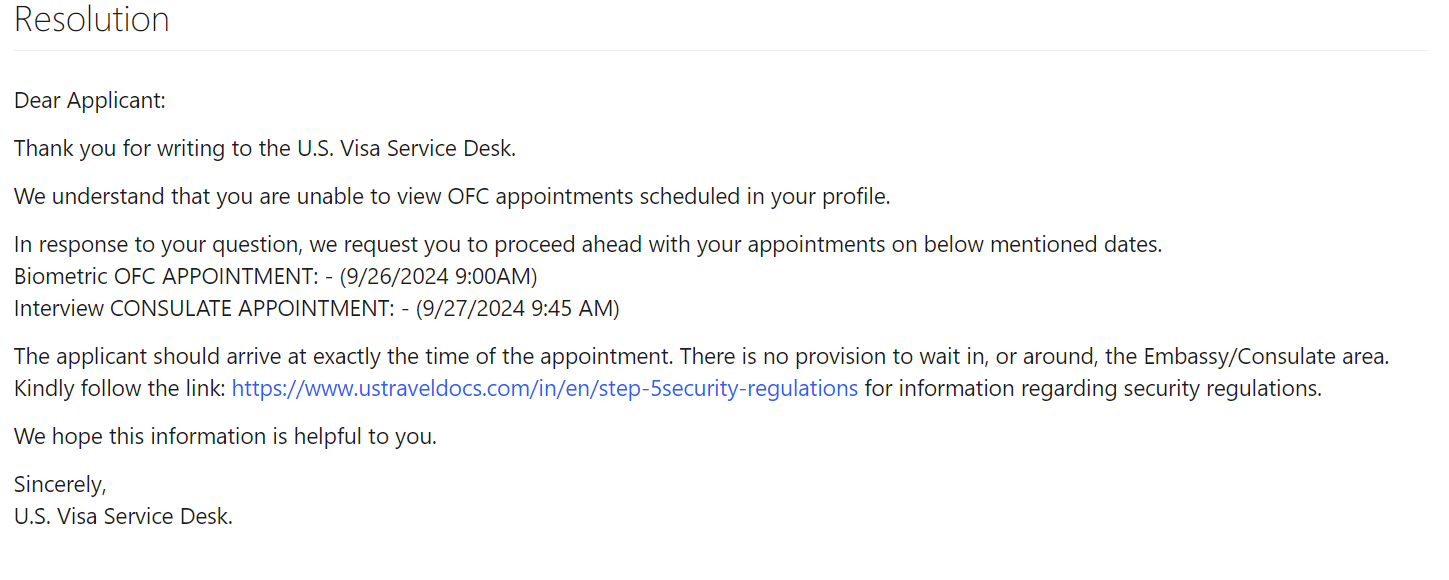 Resolution
Dear Applicant:
Thank you for writing to the U.S. Visa Service Desk.
We understand that you are unable to view OFC appointments scheduled in your profile.
In response to your question, we request you to proceed ahead with your appointments on below mentioned dates.
Biometric OFC APPOINTMENT: - (9/26/2024 9:00AM)
Interview CONSULATE APPOINTMENT: - (9/27/2024 9:45 AM)
The applicant should arrive at exactly the time of the appointment. There is no provision to wait in, or around, the Embassy/Consulate area.
Kindly follow the link: https://www.ustraveldocs.com/in/en/step-5security-regulations for information regarding security regulations.
We hope this information is helpful to you.
Sincerely,
U.S. Visa Service Desk.